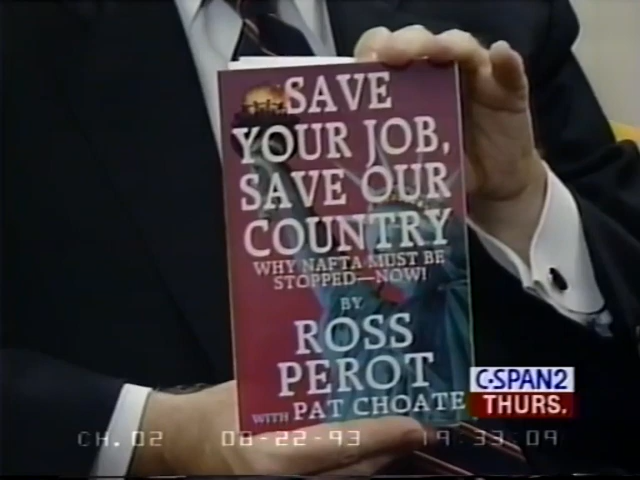 SAVE
YOUR JOB,
SAVE OUR
COUNTRY
WHY NAFTA MUST BE
STOPPED—NOW!
BY
ROSS
PEROT
WITH PAT CHOATE
C-SPAN2
THURS.
CH. 02 08-22-93 19:33:09